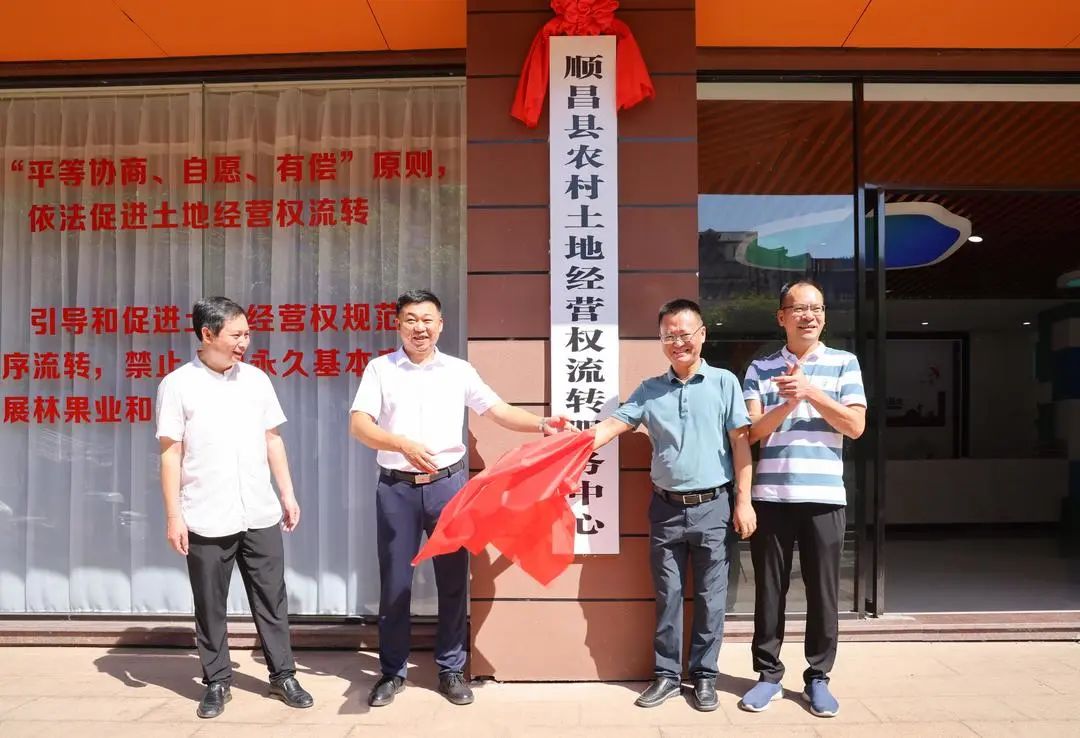 “平等协商、自愿、有偿”原则，
依法促进土地经营权流转
引导和促进土 经营权规范
序流转，禁止 永久基本
展林果业和
顺昌县农村土地经营权流转服务中心